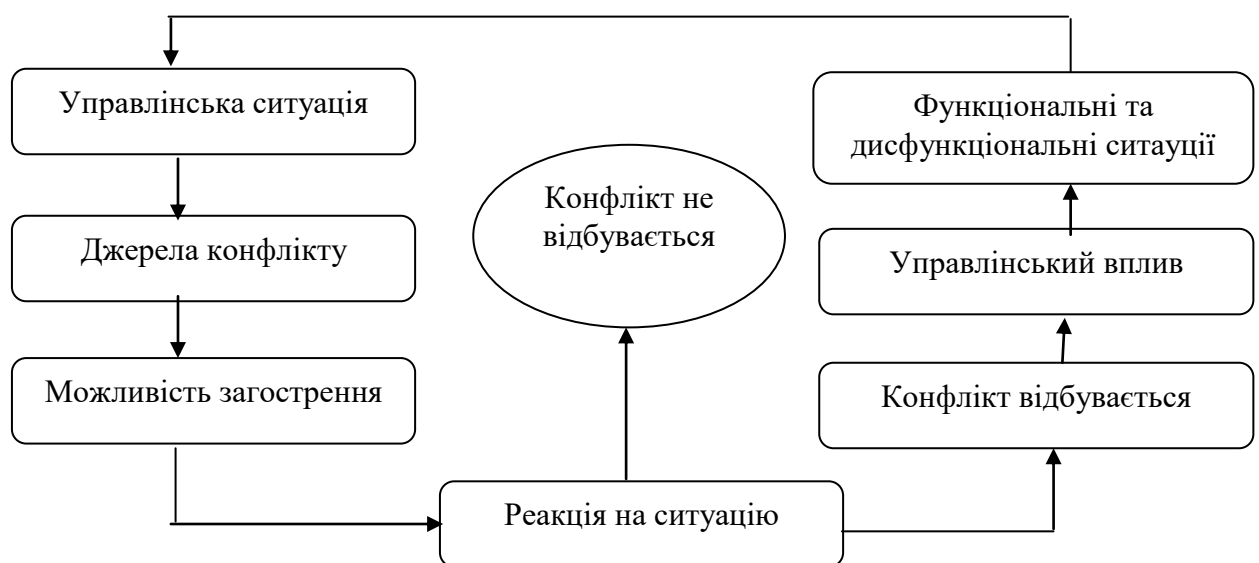 Управлінська ситуація
Джерела конфлікту
Можливість загострення
Реакція на ситуацію
Конфлікт не
відбувається
Конфлікт відбувається
Управлінський вплив
Функціональні та
дисфункціональні ситауції